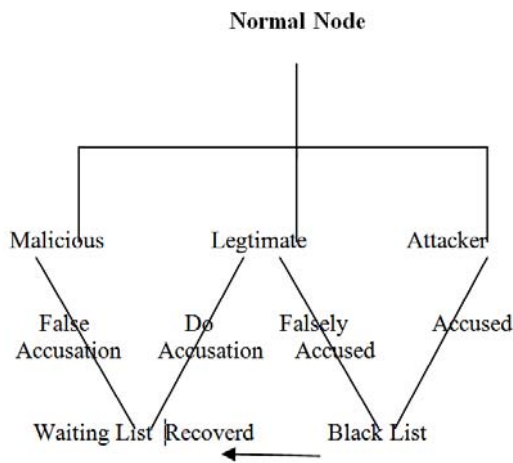 Normal Node
Malicious Legtimate Attacker
False Do Falsely Accused
Accusation Accusation Accused
Waiting List Recoverd Black List